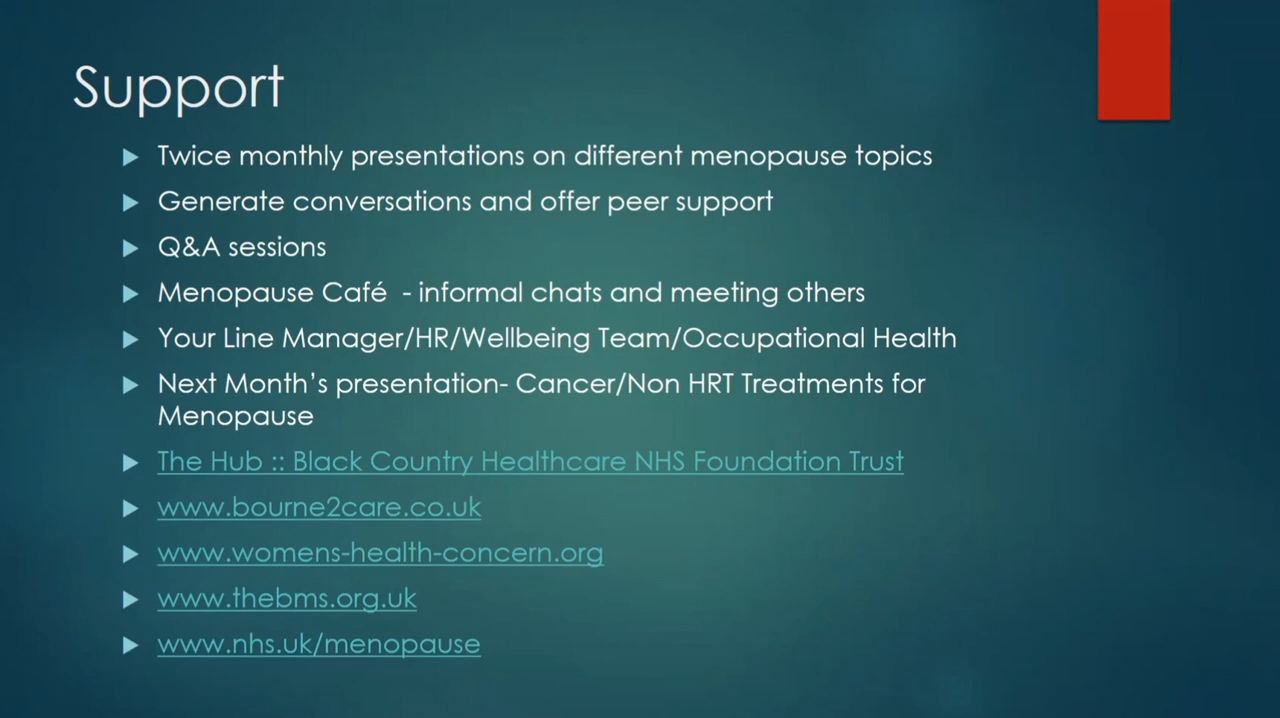 Support
Twice monthly presentations on different menopause topics
Generate conversations and offer peer support
Q&A sessions
Menopause Café  - informal chats and meeting others
Your Line Manager/HR/Wellbeing Team/Occupational Health
Next Month’s presentation- Cancer/Non HRT Treatments for
Menopause
The Hub :: Black Country Healthcare NHS Foundation Trust
www.bourne2care.co.uk
www.womens-health-concern.org
www.thebms.org.uk
www.nhs.uk/menopause